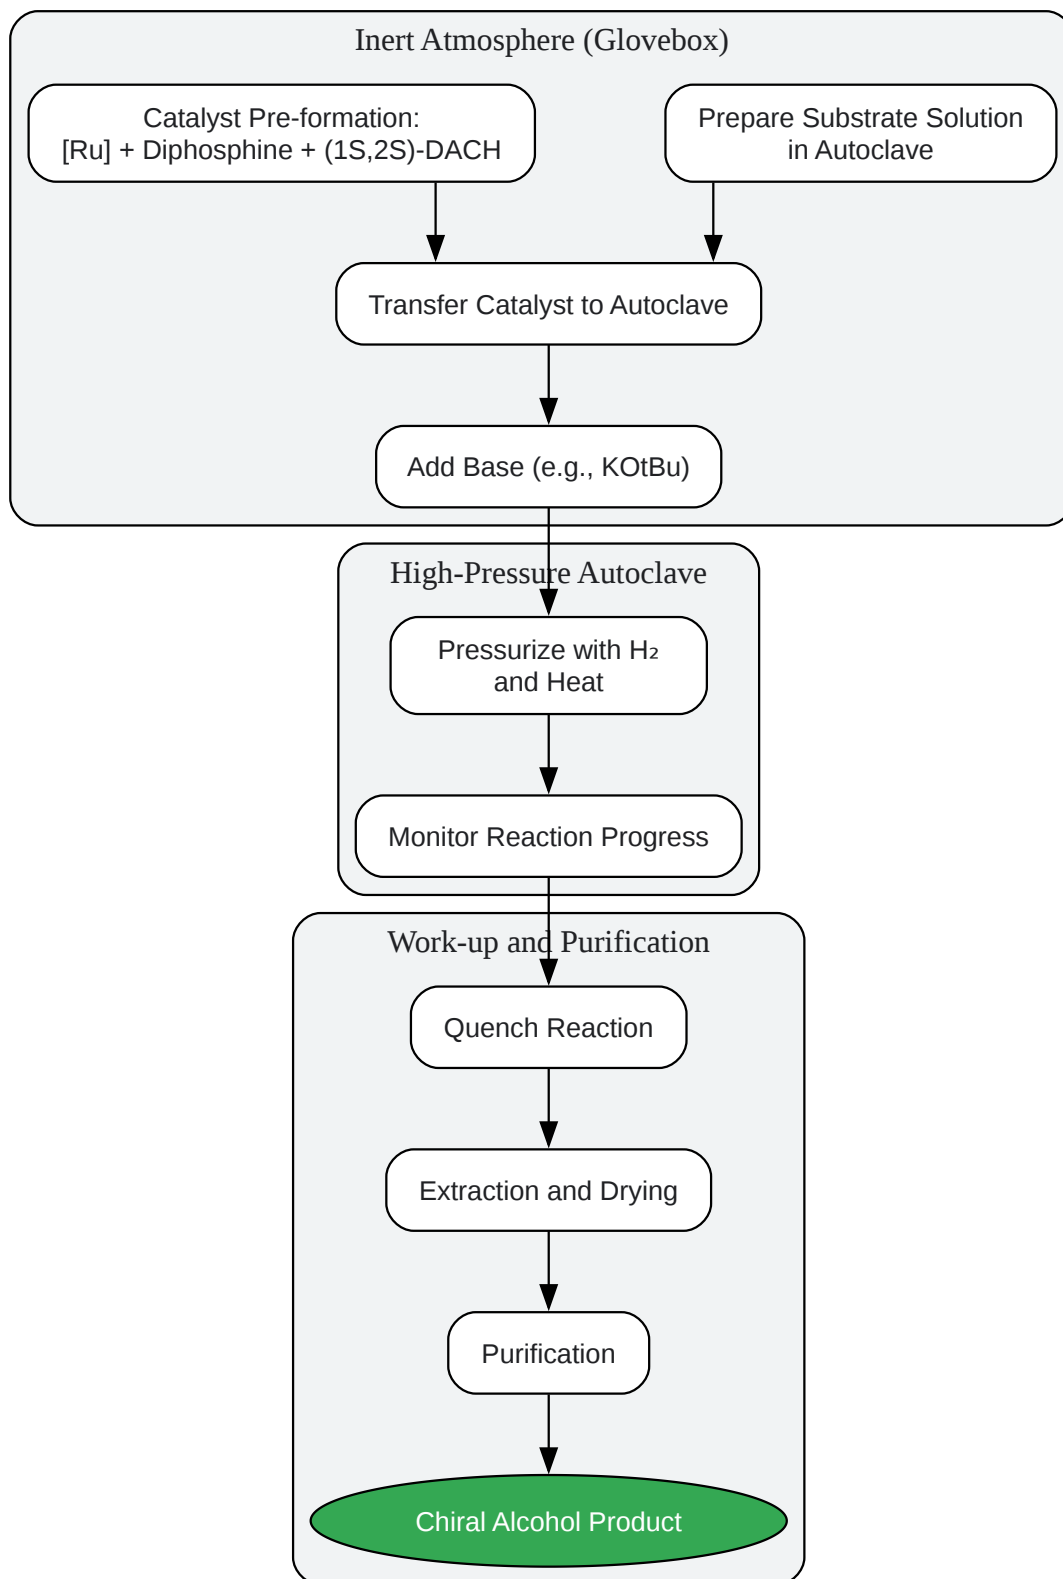 Inert Atmosphere (Glovebox)
Catalyst Pre-formation:
[Ru] + Diphosphine + (1S,2S)-DACH
Prepare Substrate Solution
in Autoclave
Transfer Catalyst to Autoclave
Add Base (e.g., KOtBu)
High-Pressure Autoclave
Pressurize with H₂
and Heat
Monitor Reaction Progress
Work-up and Purification
Quench Reaction
Extraction and Drying
Purification
Chiral Alcohol Product